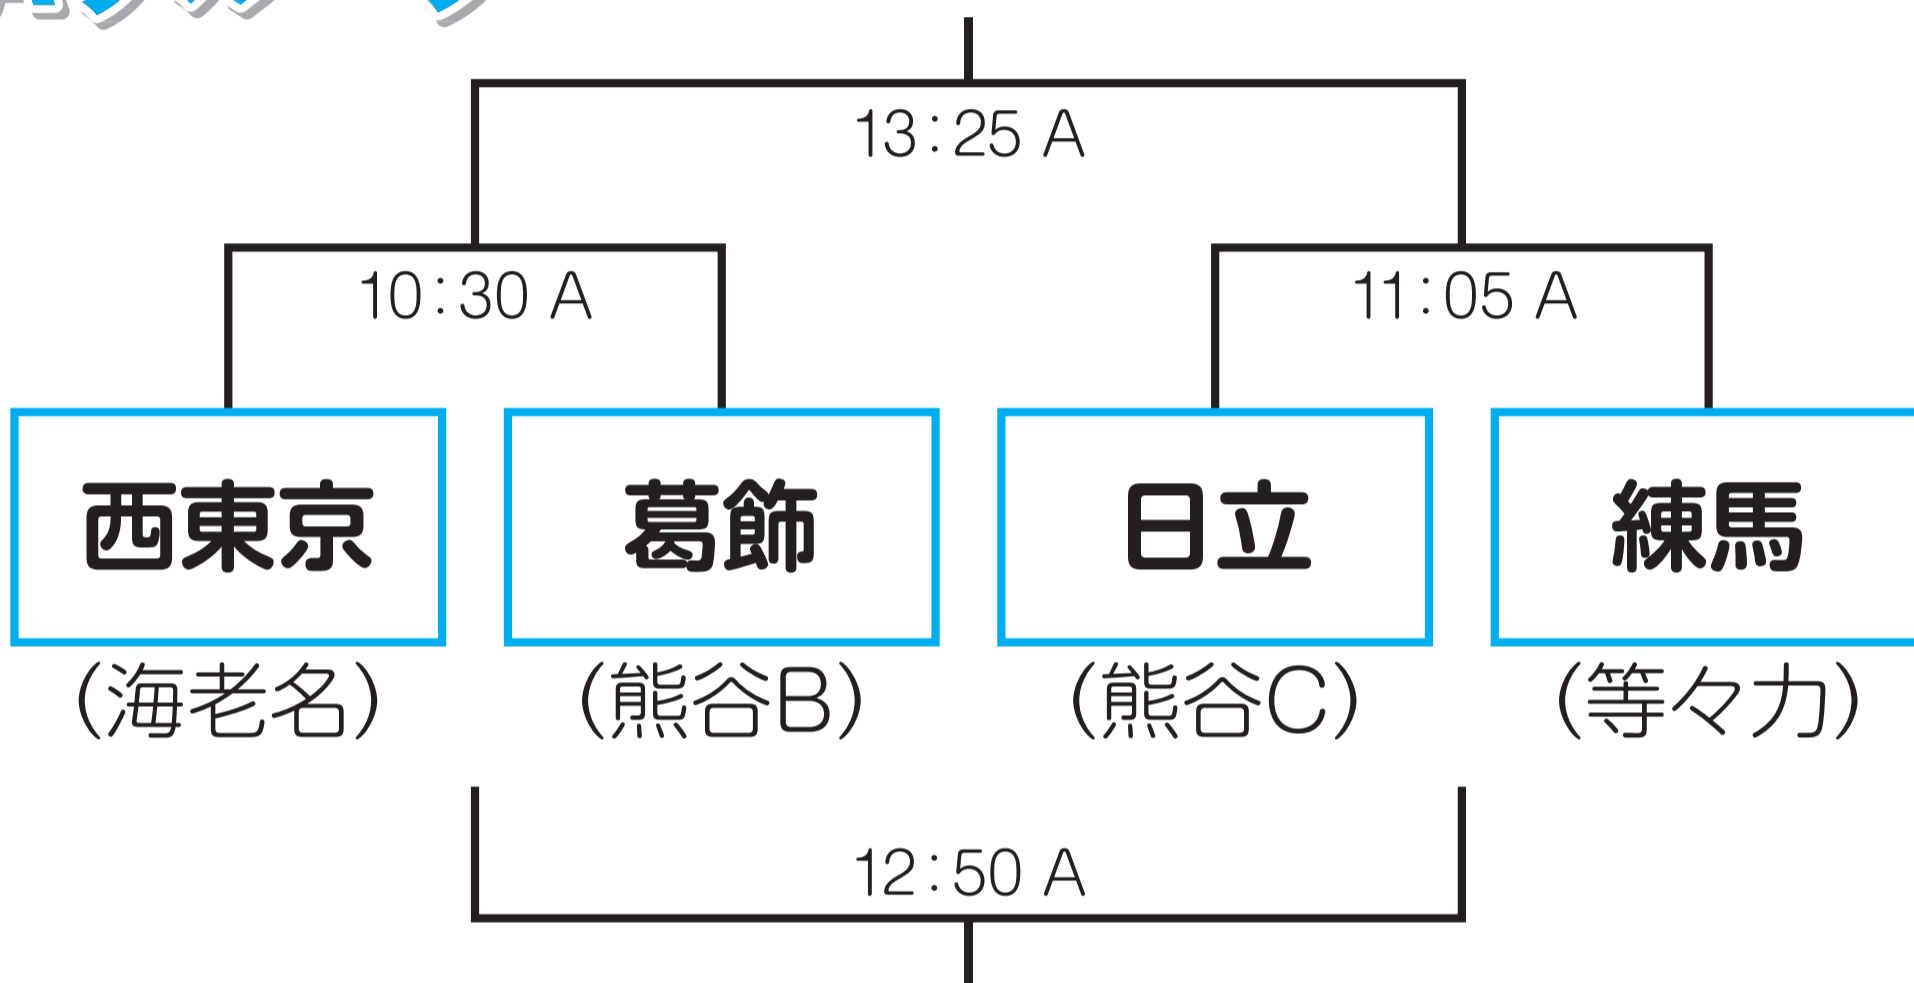 13:25 A
10:30 A
11:05 A
西東京
葛飾
日立
練馬
(海老名)
(熊谷B)
(熊谷C)
(等々力)
12:50 A